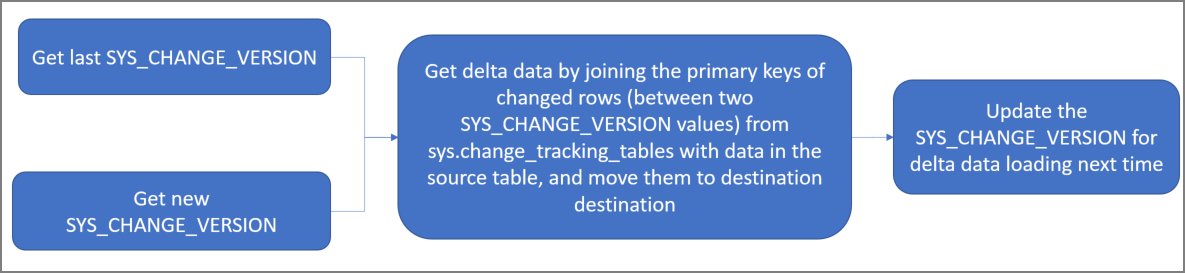 Get last SYS_CHANGE_VERSION
Get new
SYS_CHANGE_VERSION
Get delta data by joining the primary keys of
changed rows (between two
SYS_CHANGE_VERSION values) from
sys.change_tracking_tables with data in the
source table, and move them to destination
destination
Update the
SYS_CHANGE_VERSION for
delta data loading next time